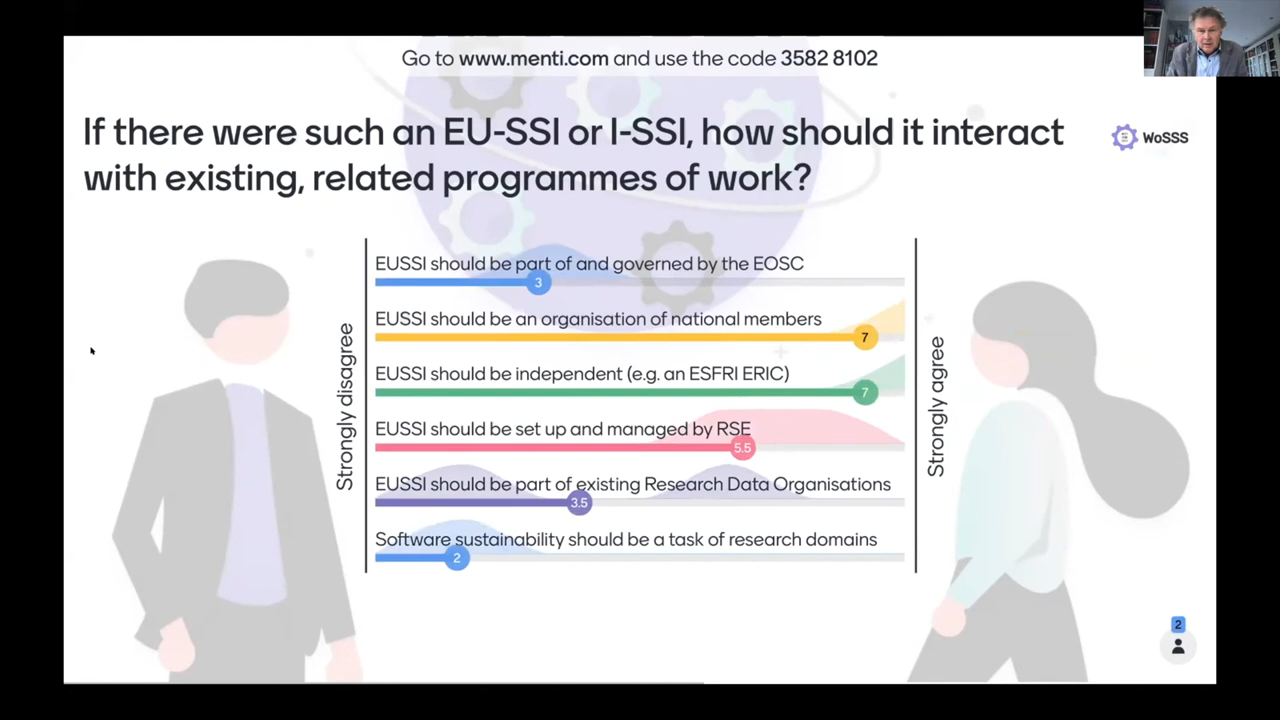 Go to www.menti.com and use the code 3582 8102
If there were such an EU-SSI or I-SSI, how should it interact
with existing, related programmes of work?
WoSSS
Strongly disagree
EUSSI should be part of and governed by the EOSC
3
EUSSI should be an organisation of national members
7
EUSSI should be independent (e.g. an ESFRI ERIC)
7
EUSSI should be set up and managed by RSE
5.5
EUSSI should be part of existing Research Data Organisations
3.5
Software sustainability should be a task of research domains
2
Strongly agree
2